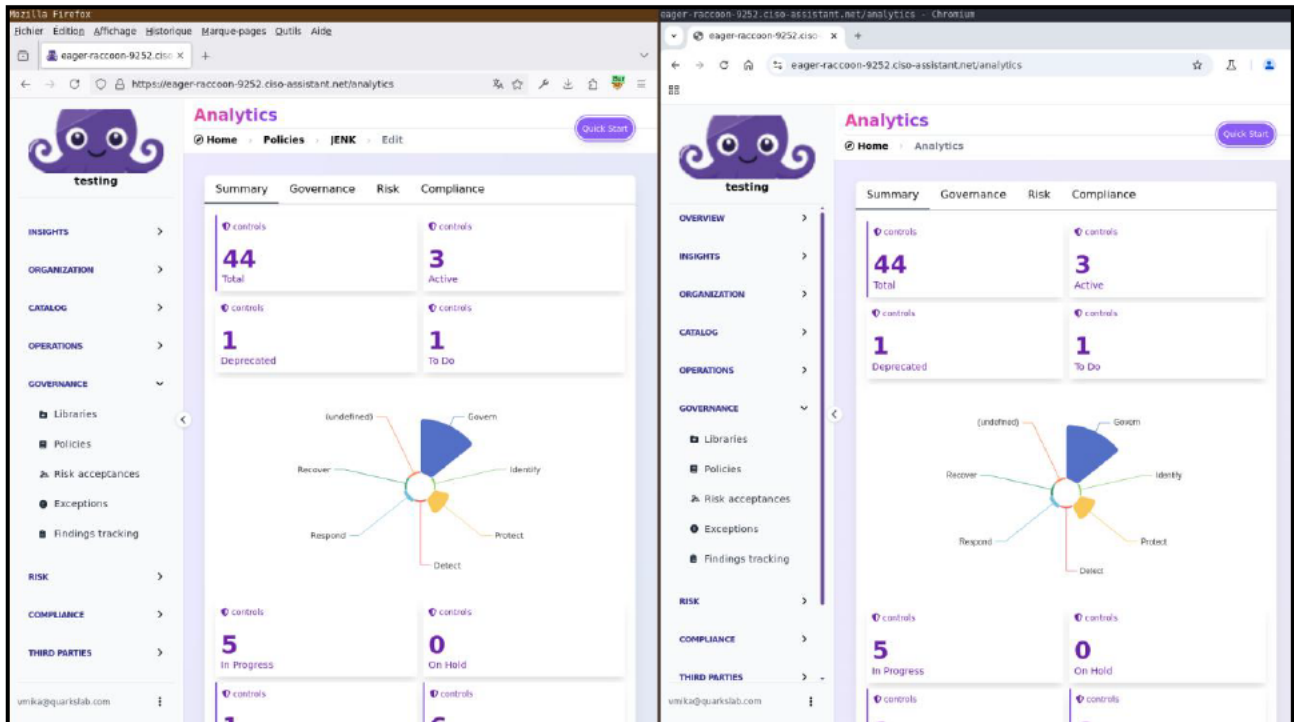 Mozilla Firefox
Fichier Edition Affichage Historique Marque-pages Outils Aide
eager-raccoon-9252.ciso
https://eager-raccoon-9252.ciso-assistant.net/analytics
testing
INSIGHTS
ORGANIZATION
CATALOG
OPERATIONS
GOVERNANCE
Libraries
Policies
Risk acceptances
Exceptions
Findings tracking
RISK
COMPLIANCE
THIRD PARTIES
vmika@quarkslab.com
Analytics
Quick Start
Home Policies JENK Edit
Summary Governance Risk Compliance
controls controls
44 3
Total Active
controls controls
1 1
Deprecated To Do
(undefined) Govern
Recover Identify
Respond Protect
Detect
controls controls
5 0
In Progress On Hold
controls controls
eager-raccoon-9252.ciso-assistant.net/analytics - Chromium
eager-raccoon-9252.ciso-
eager-raccoon-9252.ciso-assistant.net/analytics
testing
OVERVIEW
INSIGHTS
ORGANIZATION
CATALOG
OPERATIONS
GOVERNANCE
Libraries
Policies
Risk acceptances
Exceptions
Findings tracking
RISK
COMPLIANCE
THIRD PARTIES
vmika@quarkslab.com
Analytics
Quick Start
Home Analytics
Summary Governance Risk Compliance
controls controls
44 3
Total Active
controls controls
1 1
Deprecated To Do
(undefined) Govern
Recover Identify
Respond Protect
Detect
controls controls
5 0
In Progress On Hold
controls controls